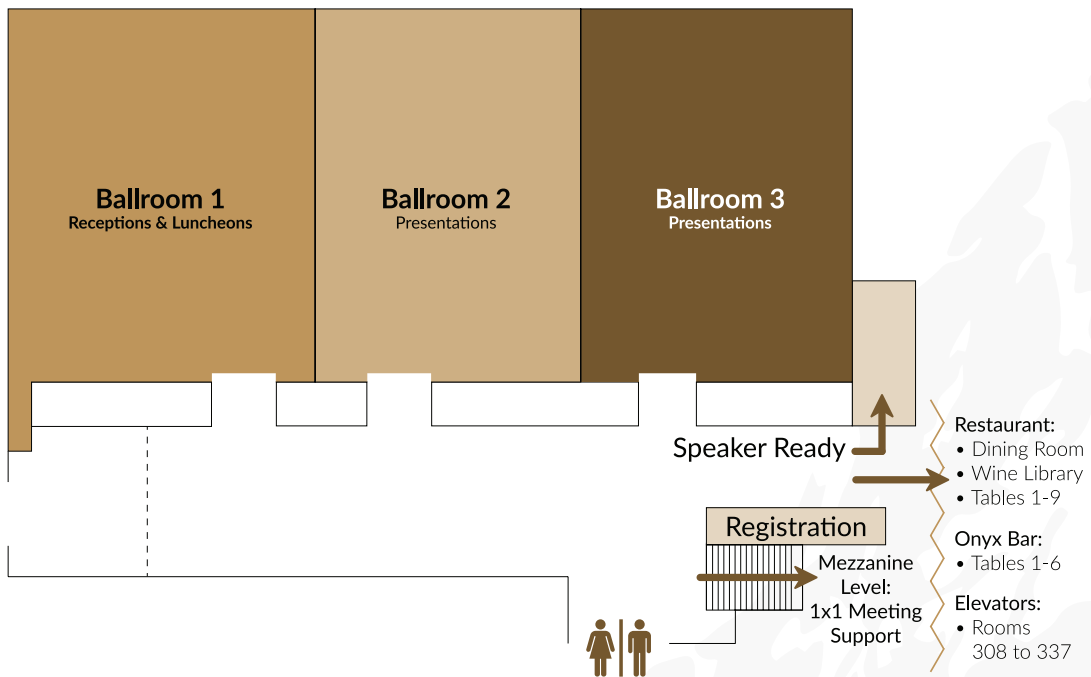 Ballroom 1
Receptions & Luncheons
Ballroom 2
Presentations
Ballroom 3
Presentations
Speaker Ready
Registration
Mezzanine
Level:
1x1 Meeting
Support
Restaurant:
• Dining Room
• Wine Library
• Tables 1-9
Onyx Bar:
• Tables 1-6
Elevators:
• Rooms
308 to 337